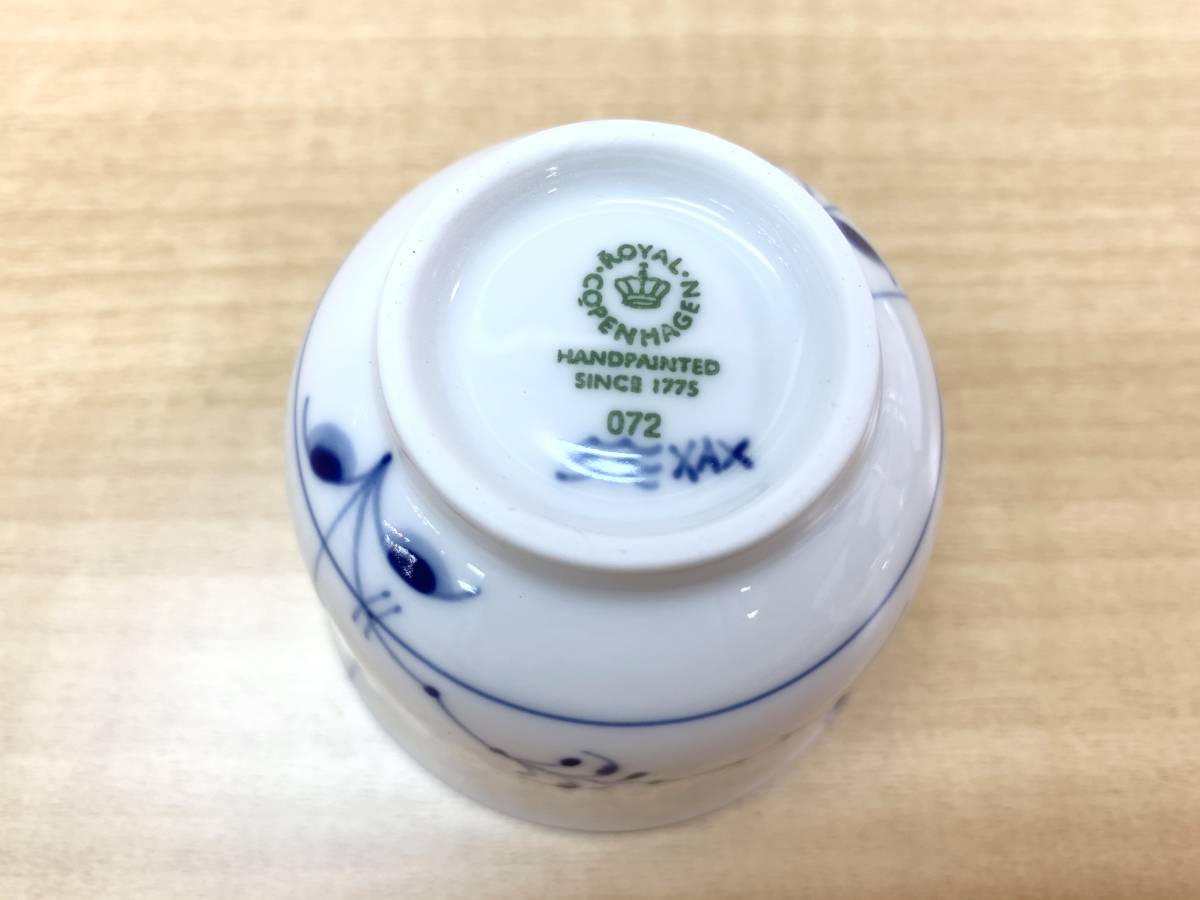 ROYAL COPENHAGEN
HANDPAINTED
SINCE 1775
072
XAX